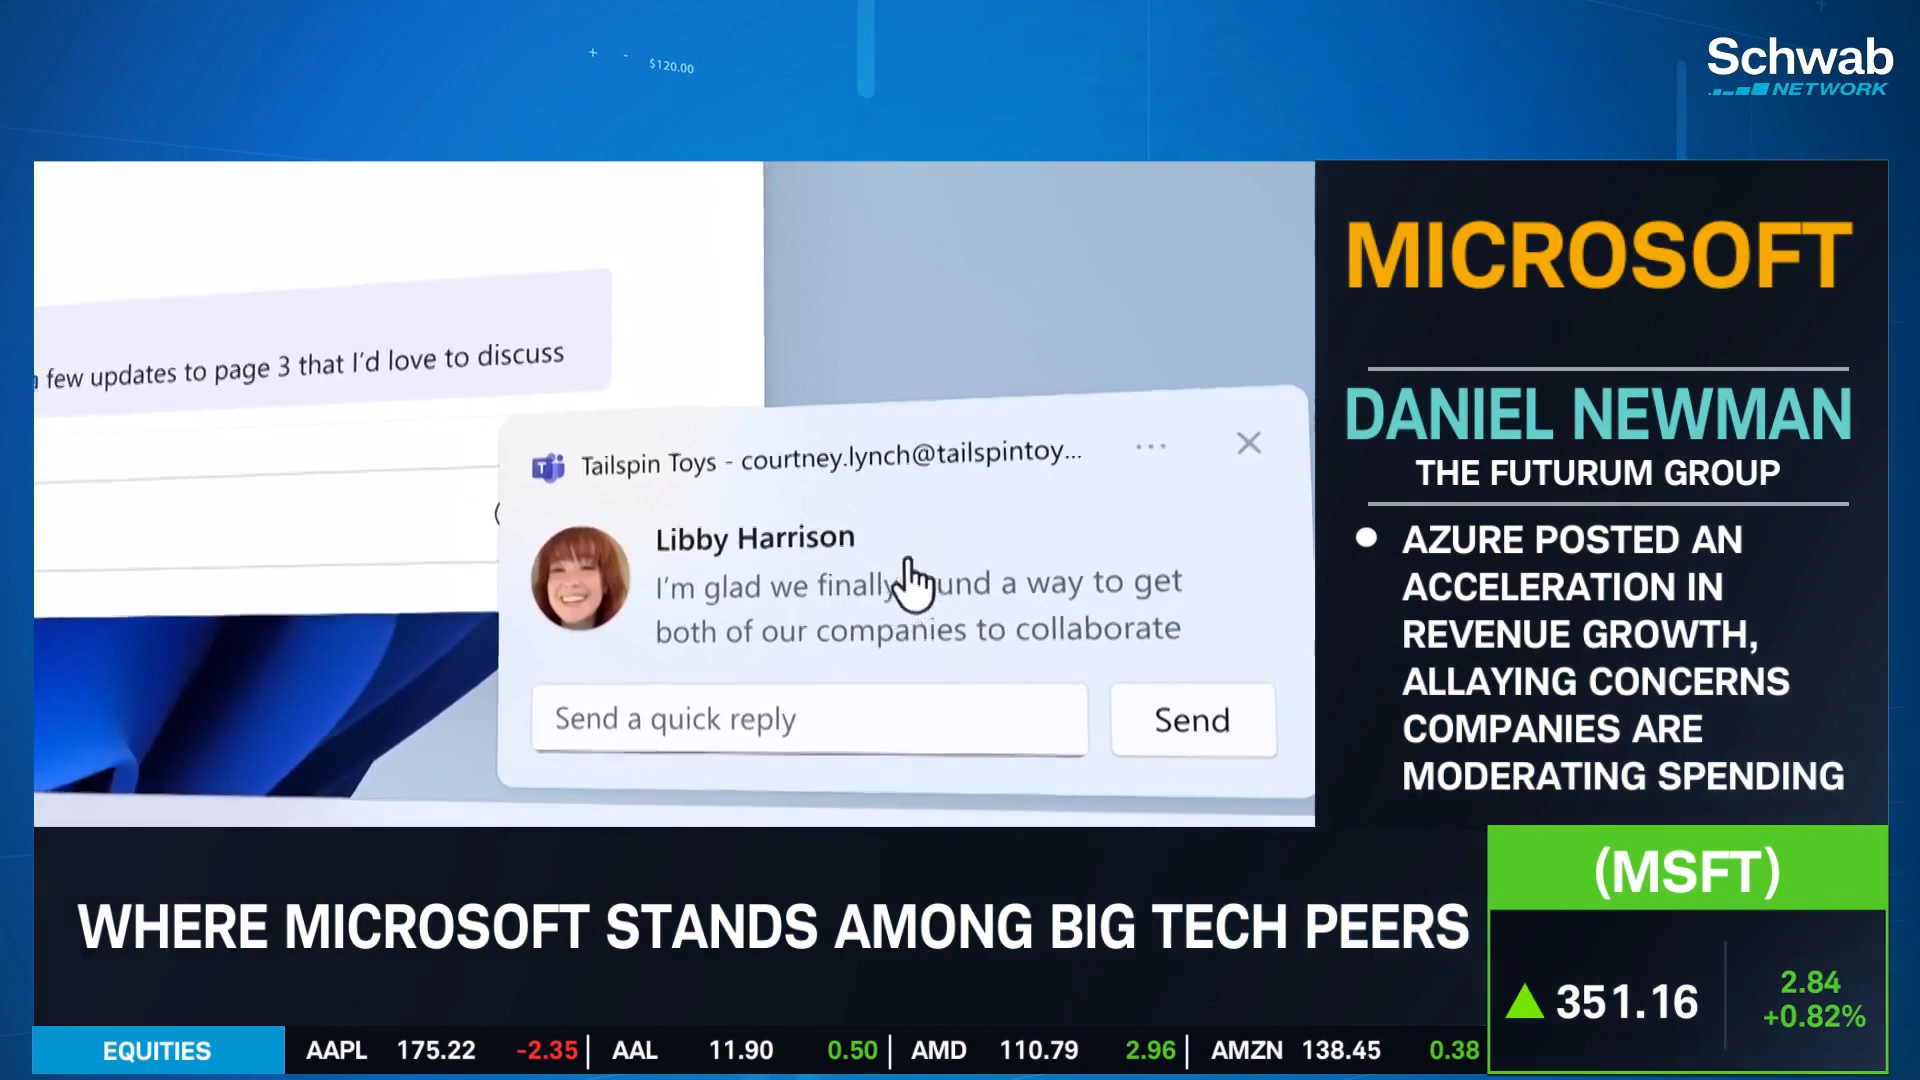 + - $120.00
Schwab
NETWORK
few updates to page 3 that I'd love to discuss
Tailspin Toys - courtney.lynch@tailspintoy...
Libby Harrison
I'm glad we finally a way to get
both of our companies to collaborate
Send a quick reply
Send
MICROSOFT
DANIEL NEWMAN
THE FUTURUM GROUP
• AZURE POSTED AN
ACCELERATION IN
REVENUE GROWTH,
ALLAYING CONCERNS
COMPANIES ARE
MODERATING SPENDING
WHERE MICROSOFT STANDS AMONG BIG TECH PEERS
(MSFT)
▲ 351.16
2.84
+0.82%
EQUITIES
AAPL 175.22 -2.35 | AAL 11.90 0.50 | AMD 110.79 2.96 | AMZN 138.45 0.38